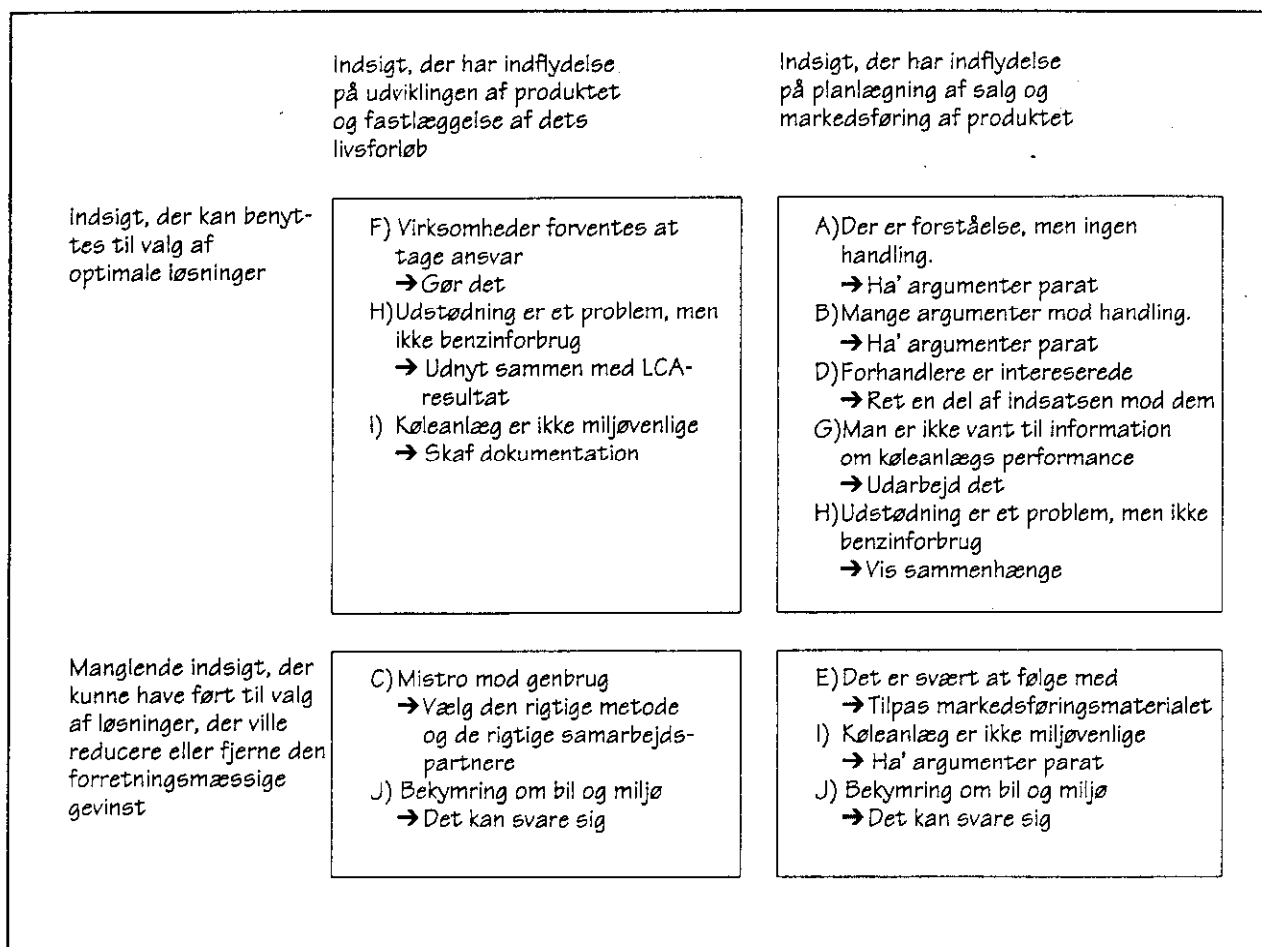 Indsigt, der har indflydelse
på udviklingen af produktet
og fastlæggelse af dets
livsforløb
Indsigt, der har indflydelse
på planlægning af salg og
markedsføring af produktet
Indsigt, der kan benyt-
tes til valg af
optimale løsninger
F) Virksomheder forventes at
tage ansvar
➔ Gør det
H) Udstødning er et problem, men
ikke benzinforbrug
➔ Udnyt sammen med LCA-
resultat
I) Køleanlæg er ikke miljøvenlige
➔ Skaf dokumentation
A) Der er forståelse, men ingen
handling.
➔ Ha' argumenter parat
B) Mange argumenter mod handling.
➔ Ha' argumenter parat
D) Forhandlere er intereserede
➔ Ret en del af indsatsen mod dem
G) Man er ikke vant til information
om køleanlægs performance
➔ Udarbejd det
H) Udstødning er et problem, men ikke
benzinforbrug
➔ Vis sammenhænge
Manglende indsigt, der
kunne have ført til valg
af løsninger, der ville
reducere eller fjerne den
forretningsmæssige
gevinst
C) Mistro mod genbrug
➔ Vælg den rigtige metode
og de rigtige samarbejds-
partnere
J) Bekymring om bil og miljø
➔ Det kan svare sig
E) Det er svært at følge med
➔ Tilpas markedsføringsmaterialet
I) Køleanlæg er ikke miljøvenlige
➔ Ha' argumenter parat
J) Bekymring om bil og miljø
➔ Det kan svare sig